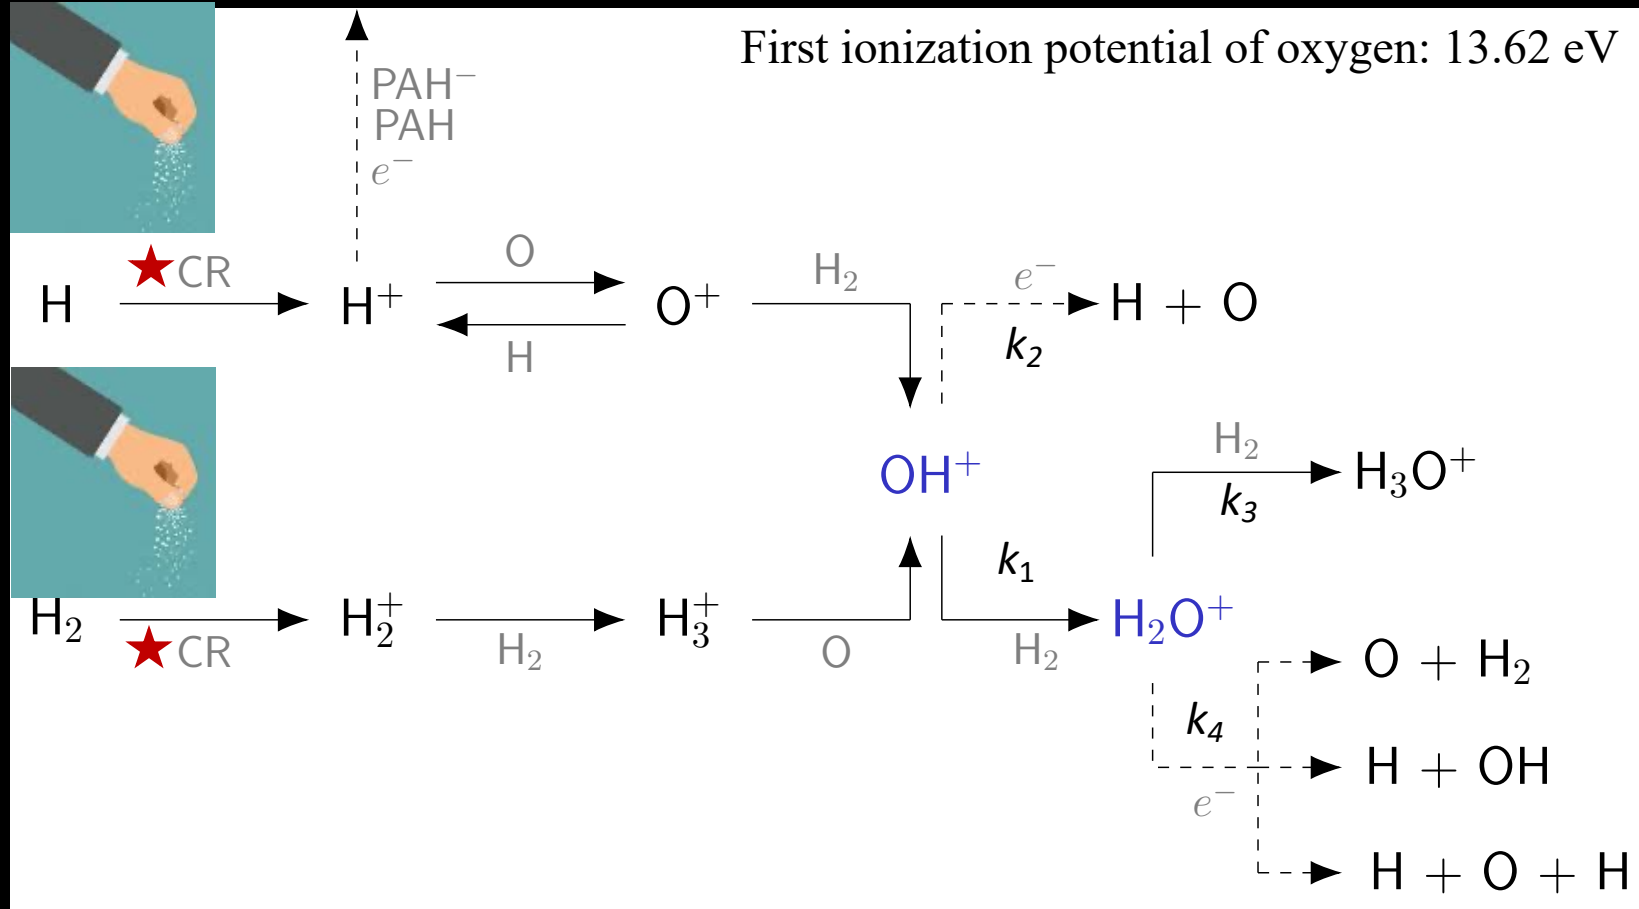 First ionization potential of oxygen: 13.62 eV
PAH⁻
PAH
e⁻
H
CR
H⁺
O
H
O⁺
H₂
e⁻
k₂
H + O
OH⁺
H₂
k₃
H₃O⁺
H₂
CR
H₂⁺
H₂
H₃⁺
O
k₁
H₂
H₂O⁺
k₄
e⁻
O + H₂
H + OH
H + O + H